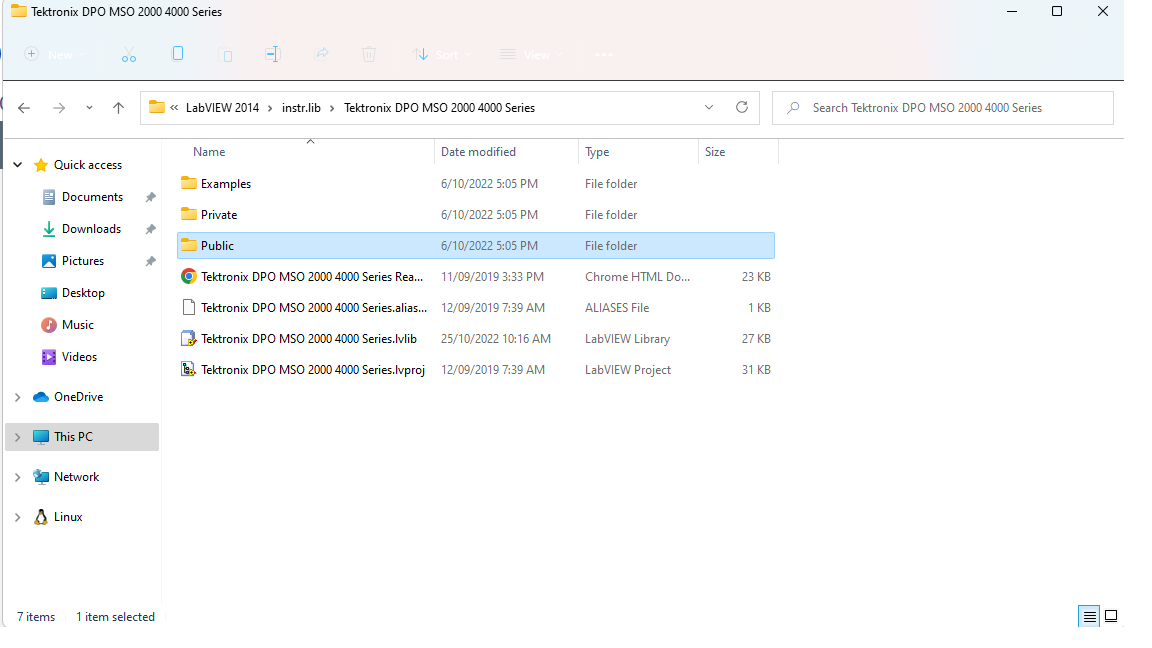 Tektronix DPO MSO 2000 4000 Series
New Sort View
LabVIEW 2014 instr.lib Tektronix DPO MSO 2000 4000 Series Search Tektronix DPO MSO 2000 4000 Series
Name Date modified Type Size
Quick access
Documents
Downloads
Pictures
Desktop
Music
Videos
OneDrive
This PC
Network
Linux
Examples 6/10/2022 5:05 PM File folder
Private 6/10/2022 5:05 PM File folder
Public 6/10/2022 5:05 PM File folder
Tektronix DPO MSO 2000 4000 Series Rea... 11/09/2019 3:33 PM Chrome HTML Do... 23 KB
Tektronix DPO MSO 2000 4000 Series.alias... 12/09/2019 7:39 AM ALIASES File 1 KB
Tektronix DPO MSO 2000 4000 Series.lvlib 25/10/2022 10:16 AM LabVIEW Library 27 KB
Tektronix DPO MSO 2000 4000 Series.lvproj 12/09/2019 7:39 AM LabVIEW Project 31 KB
7 items 1 item selected